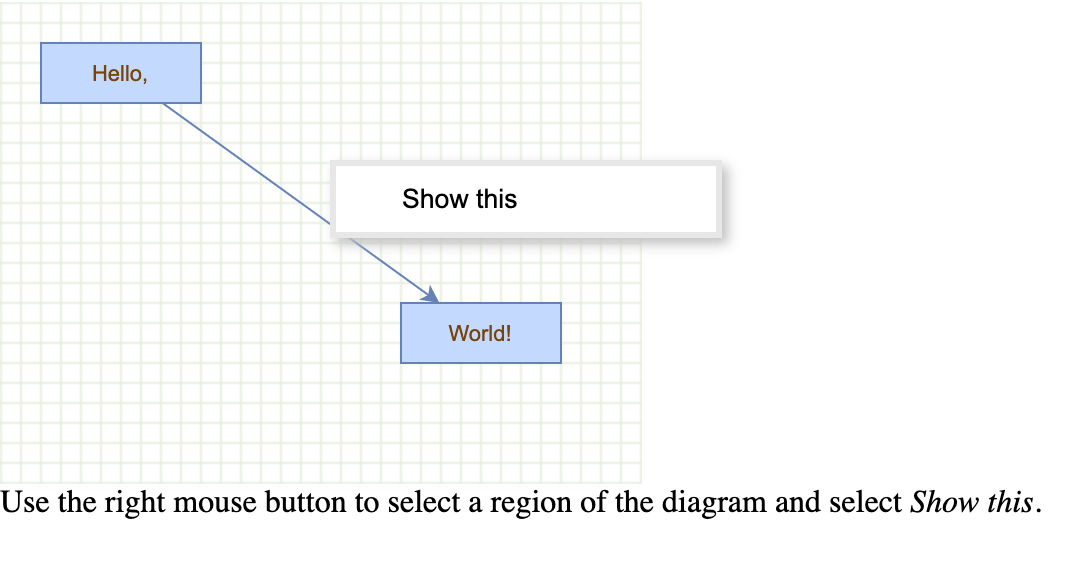 Hello,
Show this
World!
Use the right mouse button to select a region of the diagram and select Show this.